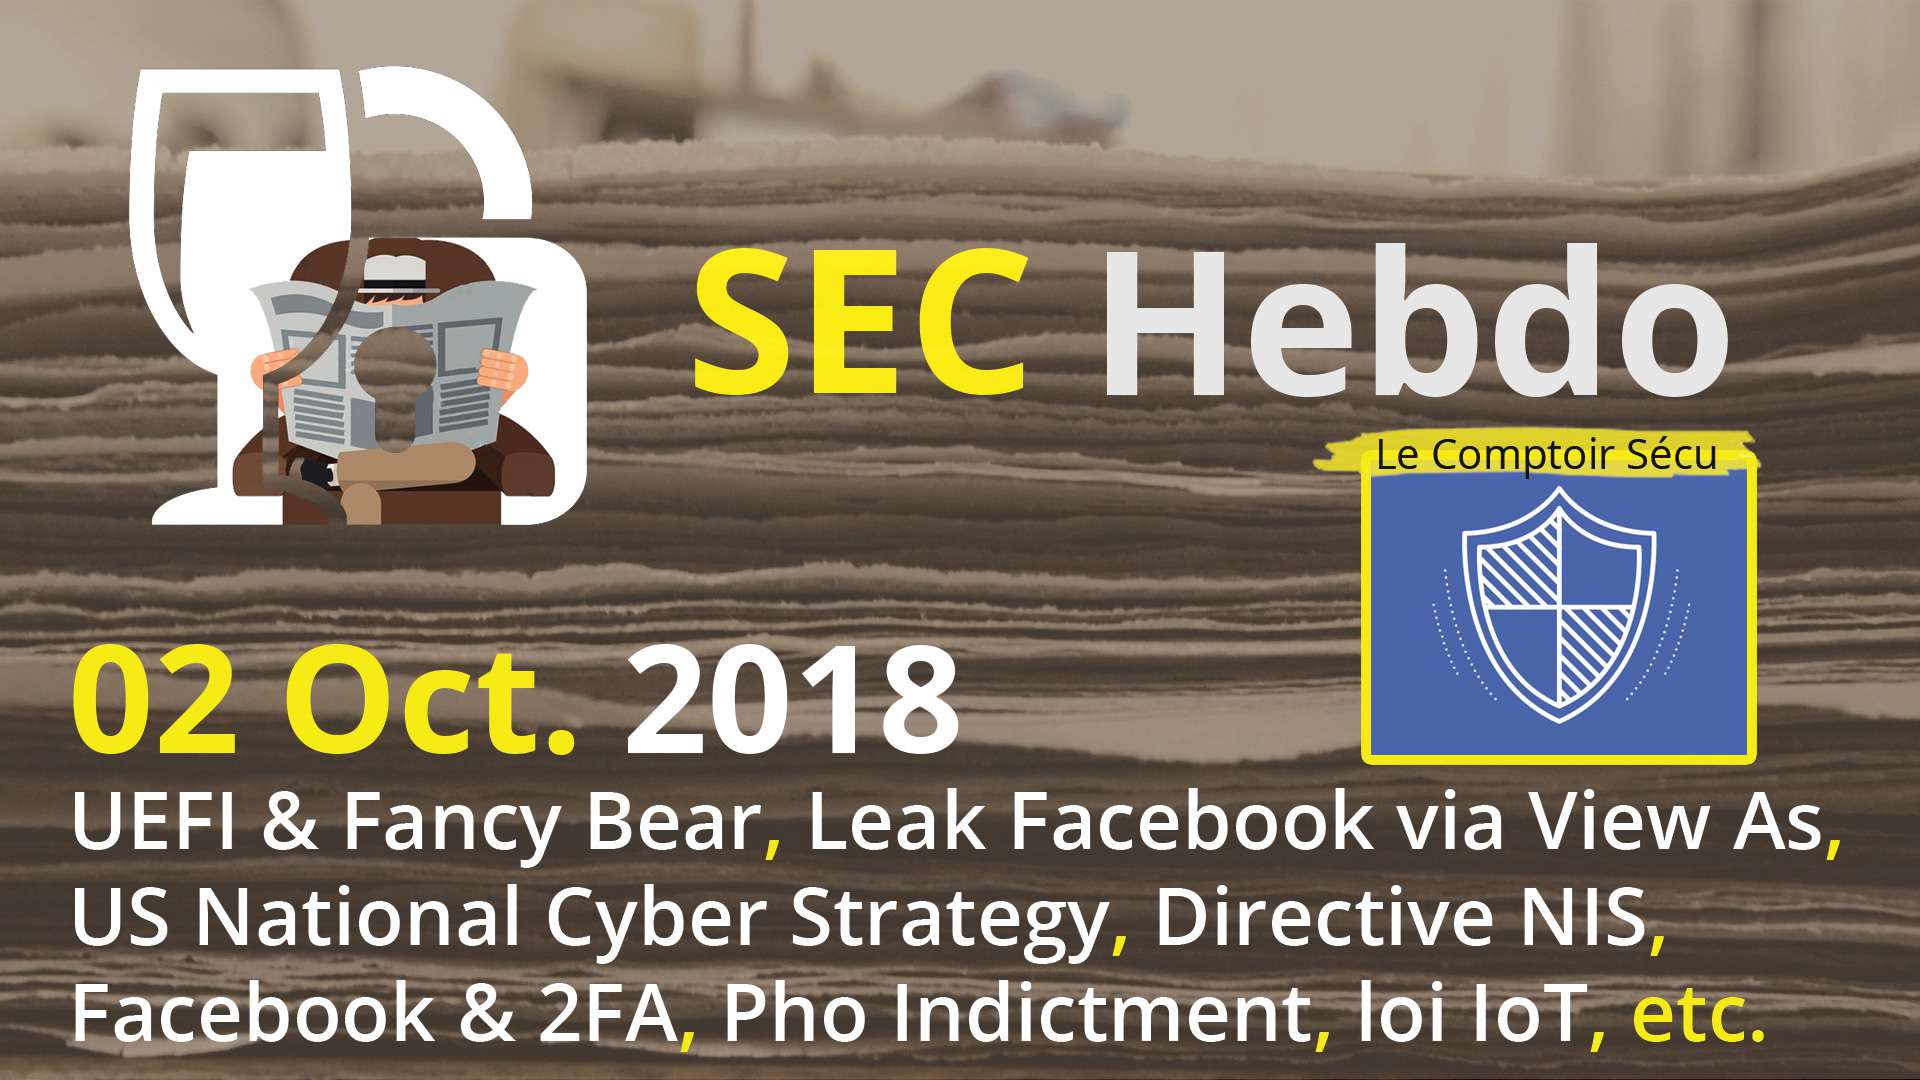 SEC Hebdo
Le Comptoir Sécu
02 Oct. 2018
UEFI & Fancy Bear, Leak Facebook via View As,
US National Cyber Strategy, Directive NIS,
Facebook & 2FA, Pho Indictment, loi IoT, etc.